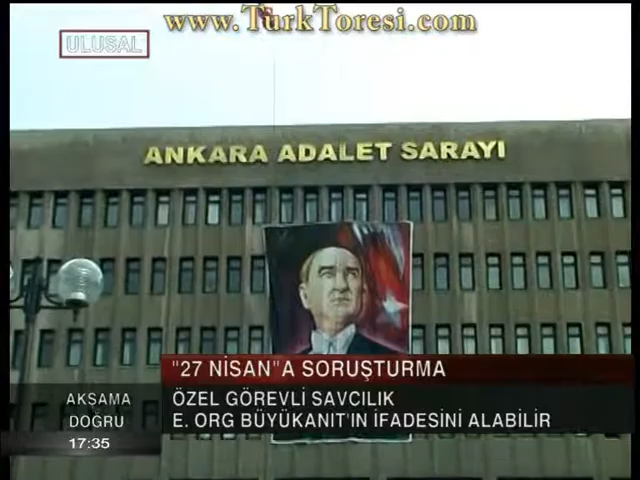 www.TurkToresi.com
ULUSAL
ANKARA ADALET SARAYI
"27 NİSAN"A SORUŞTURMA
AKŞAMA
DOĞRU
17:35
ÖZEL GÖREVLİ SAVCILIK
E. ORG BÜYÜKANIT'IN İFADESİNİ ALABİLİR